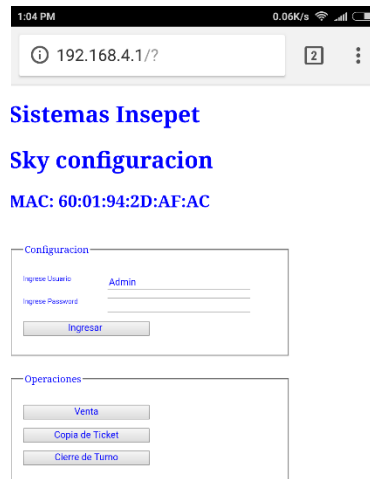 1:04 PM 0.06K/s
192.168.4.1/? 2
Sistemas Insepet
Sky configuracion
MAC: 60:01:94:2D:AF:AC
Configuracion
Ingrese Usuario Admin
Ingrese Password
Ingresar
Operaciones
Venta
Copia de Ticket
Cierre de Turno